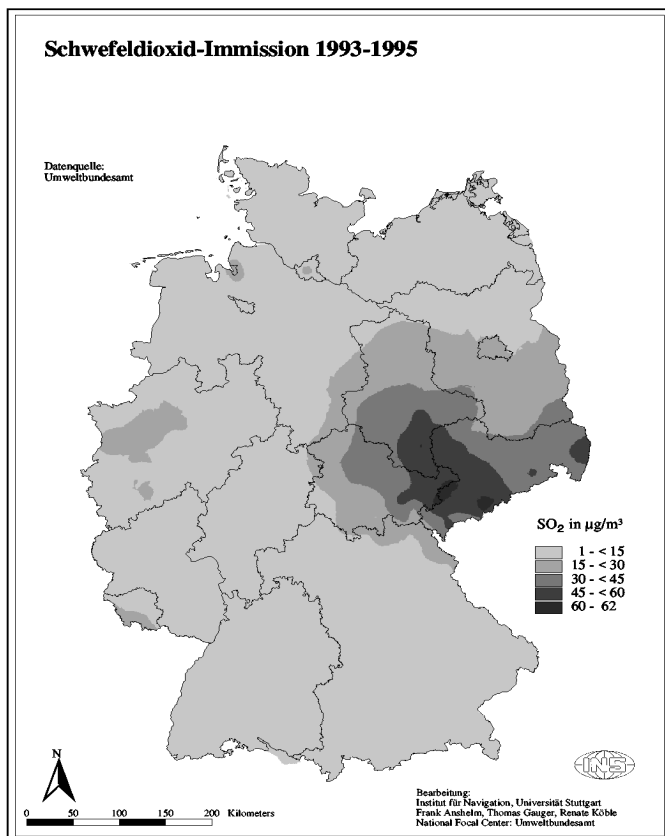 Schwefeldioxid-Immission 1993-1995
Datenquelle:
Umweltbundesamt
SO₂ in µg/m³
1 - < 15
15 - < 30
30 - < 45
45 - < 60
60 - 62
N
0 50 100 150 200 Kilometers
INS
Bearbeitung:
Institut für Navigation, Universität Stuttgart
Frank Anshelm, Thomas Gauger, Renate Köble
National Focal Center: Umweltbundesamt